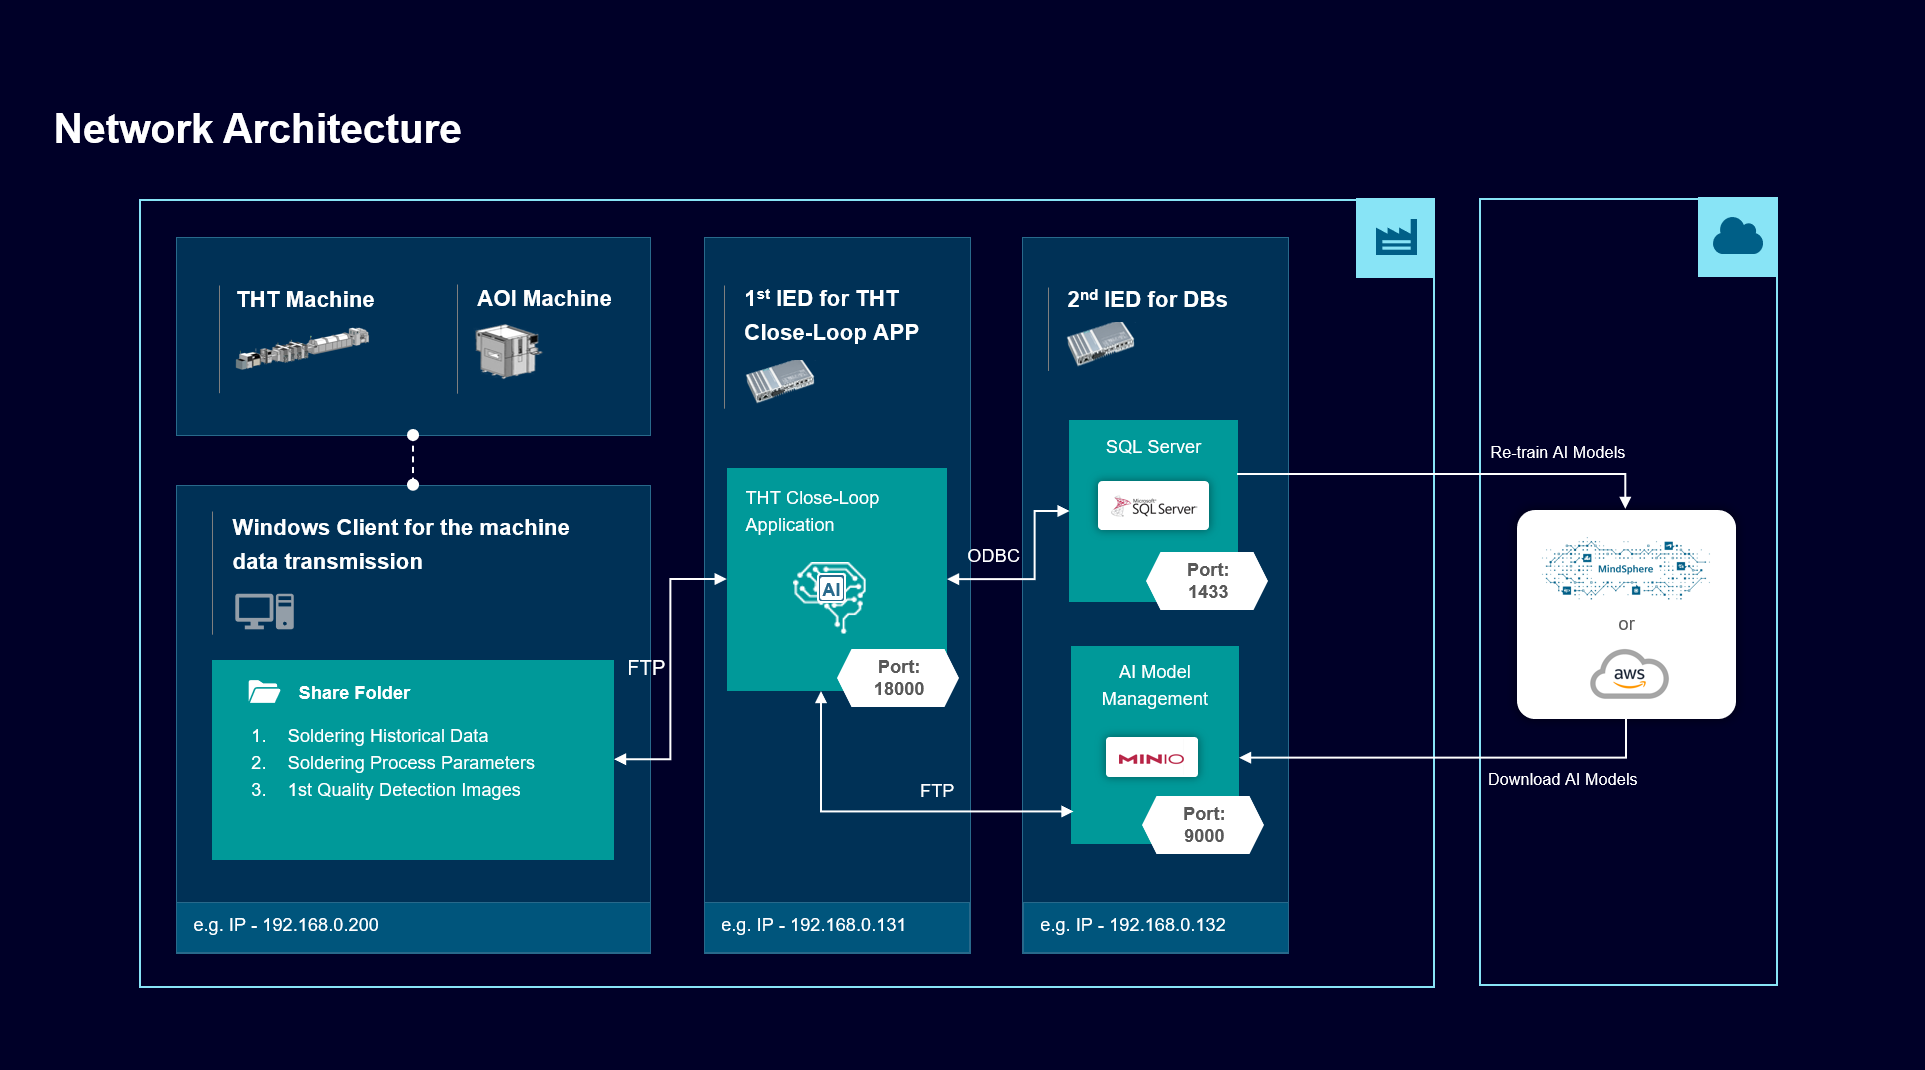 Network Architecture
THT Machine
AOI Machine
Windows Client for the machine
data transmission
Share Folder
1. Soldering Historical Data
2. Soldering Process Parameters
3. 1st Quality Detection Images
e.g. IP - 192.168.0.200
FTP
1st IED for THT
Close-Loop APP
THT Close-Loop
Application
AI
Port:
18000
e.g. IP - 192.168.0.131
ODBC
FTP
2nd IED for DBs
SQL Server
Microsoft
SQL Server
Port:
1433
AI Model
Management
MINIO
Port:
9000
e.g. IP - 192.168.0.132
Re-train AI Models
MindSphere
or
aws
Download AI Models